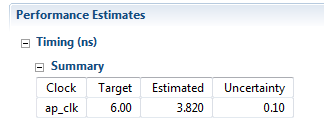 Performance Estimates
Timing (ns)
Summary
Clock Target Estimated Uncertainty
ap_clk 6.00 3.820 0.10